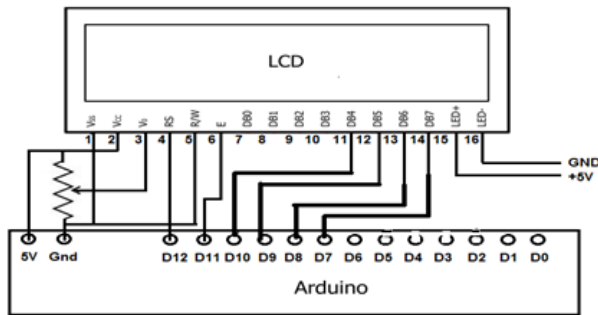 LCD
Vss Vcc V0 RS R/W E DB0 DB1 DB2 DB3 DB4 DB5 DB6 DB7 LED+ LED-
1 2 3 4 5 6 7 8 9 10 11 12 13 14 15 16
GND
+5V
5V Gnd D12 D11 D10 D9 D8 D7 D6 D5 D4 D3 D2 D1 D0
Arduino